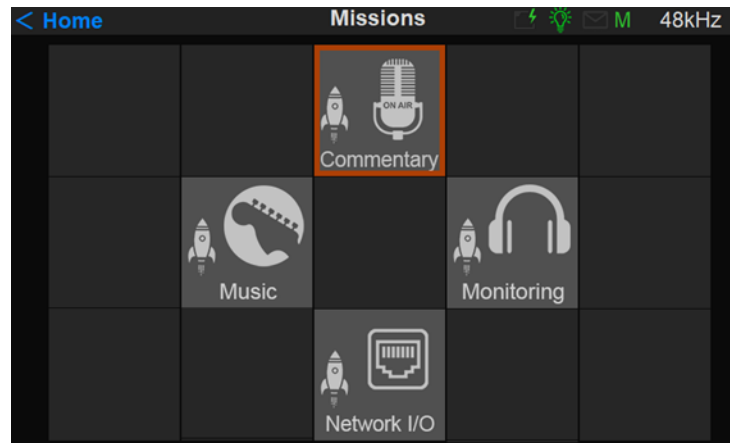 < Home Missions M 48kHz
ON AIR
Commentary
Music Monitoring
Network I/O